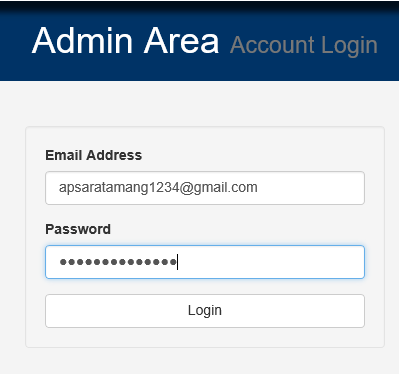 Admin Area Account Login
Email Address
apsaratamang1234@gmail.com
Password
●●●●●●●●●●●●●●
Login